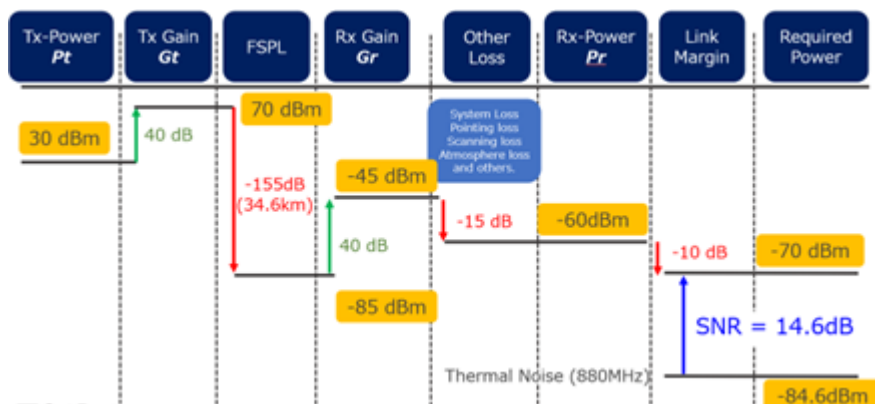 Tx-Power
Pt
Tx Gain
Gt
FSPL
Rx Gain
Gr
Other
Loss
Rx-Power
Pr
Link
Margin
Required
Power
30 dBm
40 dB
70 dBm
-155dB
(34.6km)
-85 dBm
40 dB
-45 dBm
System Loss
Pointing loss
Scanning loss
Atmosphere loss
and others.
-15 dB
-60dBm
-10 dB
-70 dBm
SNR = 14.6dB
Thermal Noise (880MHz)
-84.6dBm